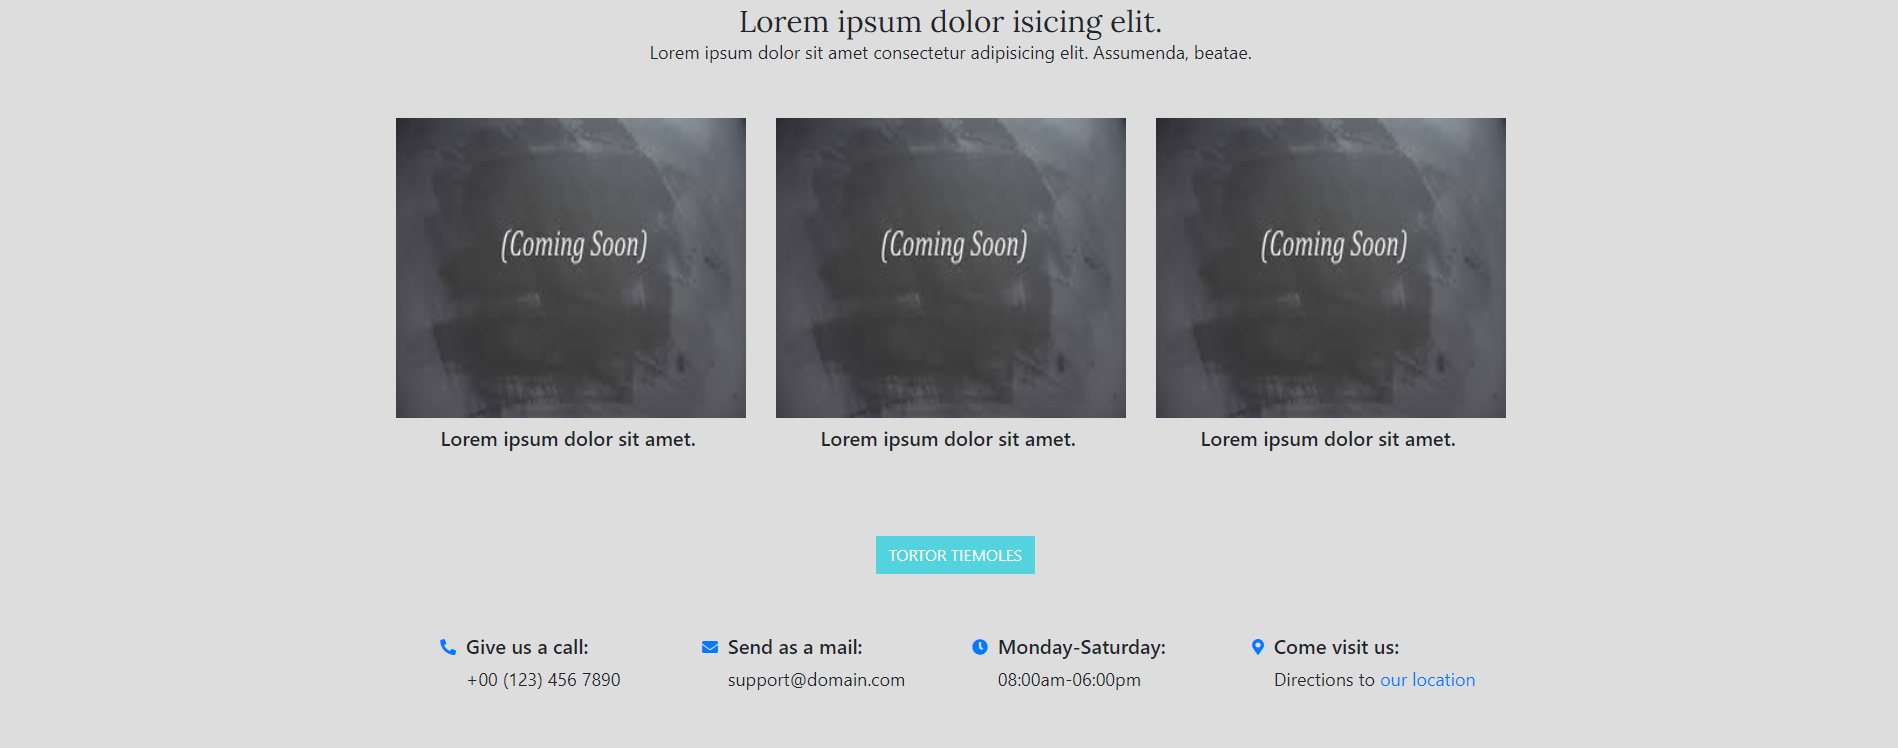 Lorem ipsum dolor isicing elit.
Lorem ipsum dolor sit amet consectetur adipisicing elit. Assumenda, beatae.
(Coming Soon)
(Coming Soon)
(Coming Soon)
Lorem ipsum dolor sit amet.
Lorem ipsum dolor sit amet.
Lorem ipsum dolor sit amet.
TORTOR TIEMOLES
Give us a call:
+00 (123) 456 7890
Send as a mail:
support@domain.com
Monday-Saturday:
08:00am-06:00pm
Come visit us:
Directions to our location